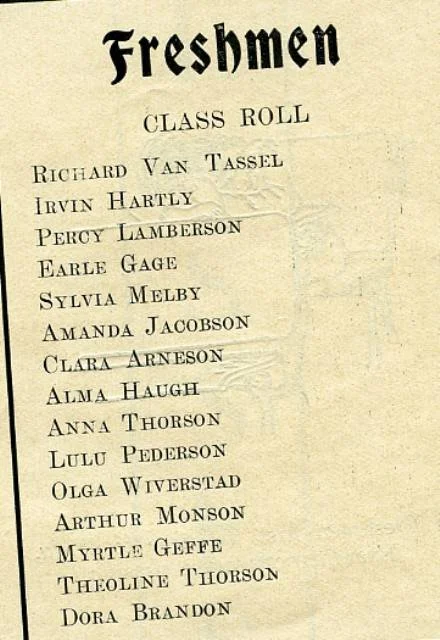 Freshmen
CLASS ROLL
RICHARD VAN TASSEL
IRVIN HARTLY
PERCY LAMBERSON
EARLE GAGE
SYLVIA MELBY
AMANDA JACOBSON
CLARA ARNESON
ALMA HAUGH
ANNA THORSON
LULU PEDERSON
OLGA WIVERSTAD
ARTHUR MONSON
MYRTLE GEFFE
THEOLINE THORSON
DORA BRANDON